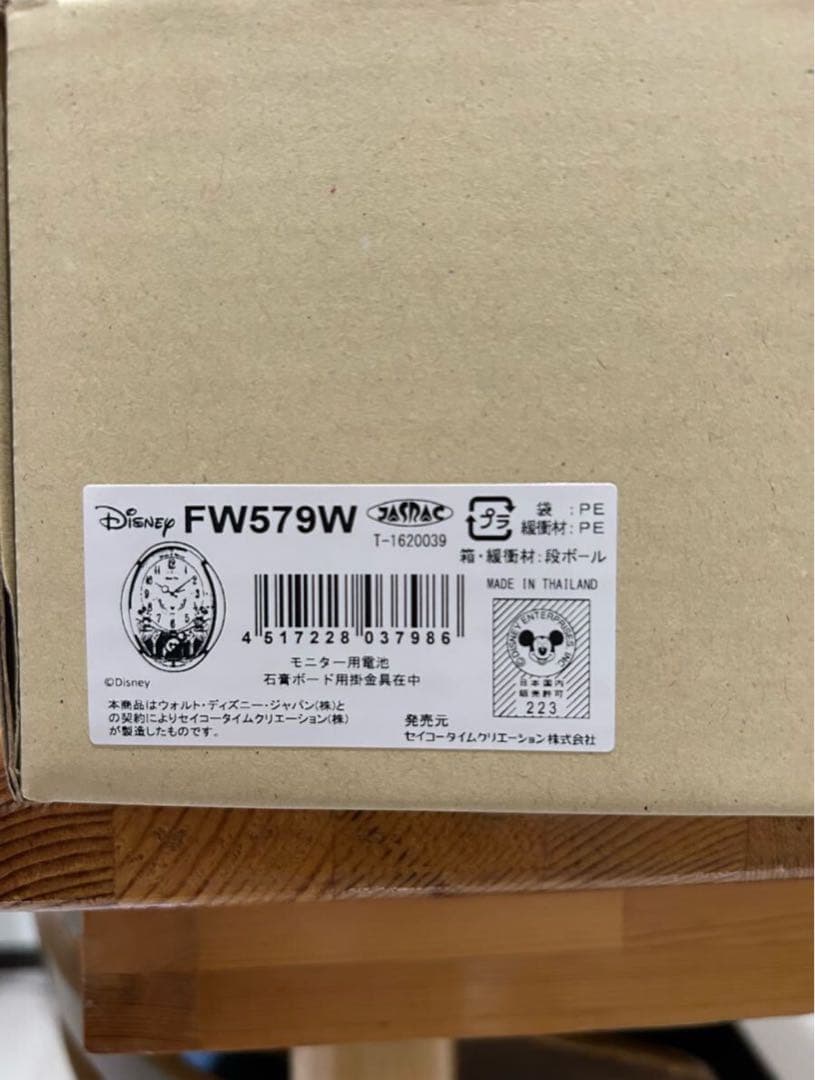 Disney FW579W JASRAC
T-1620039
プラ
袋 :PE
緩衝材:PE
箱・緩衝材:段ボール
MADE IN THAILAND
4 517228 037986
モニター用電池
石膏ボード用掛金具在中
©Disney
本商品はウォルト・ディズニー・ジャパン(株)と
の契約によりセイコータイムクリエーション(株)
が製造したものです。
©DISNEY ENTERPRISES, INC.
日本国内
販売許可
223
発売元
セイコータイムクリエーション株式会社